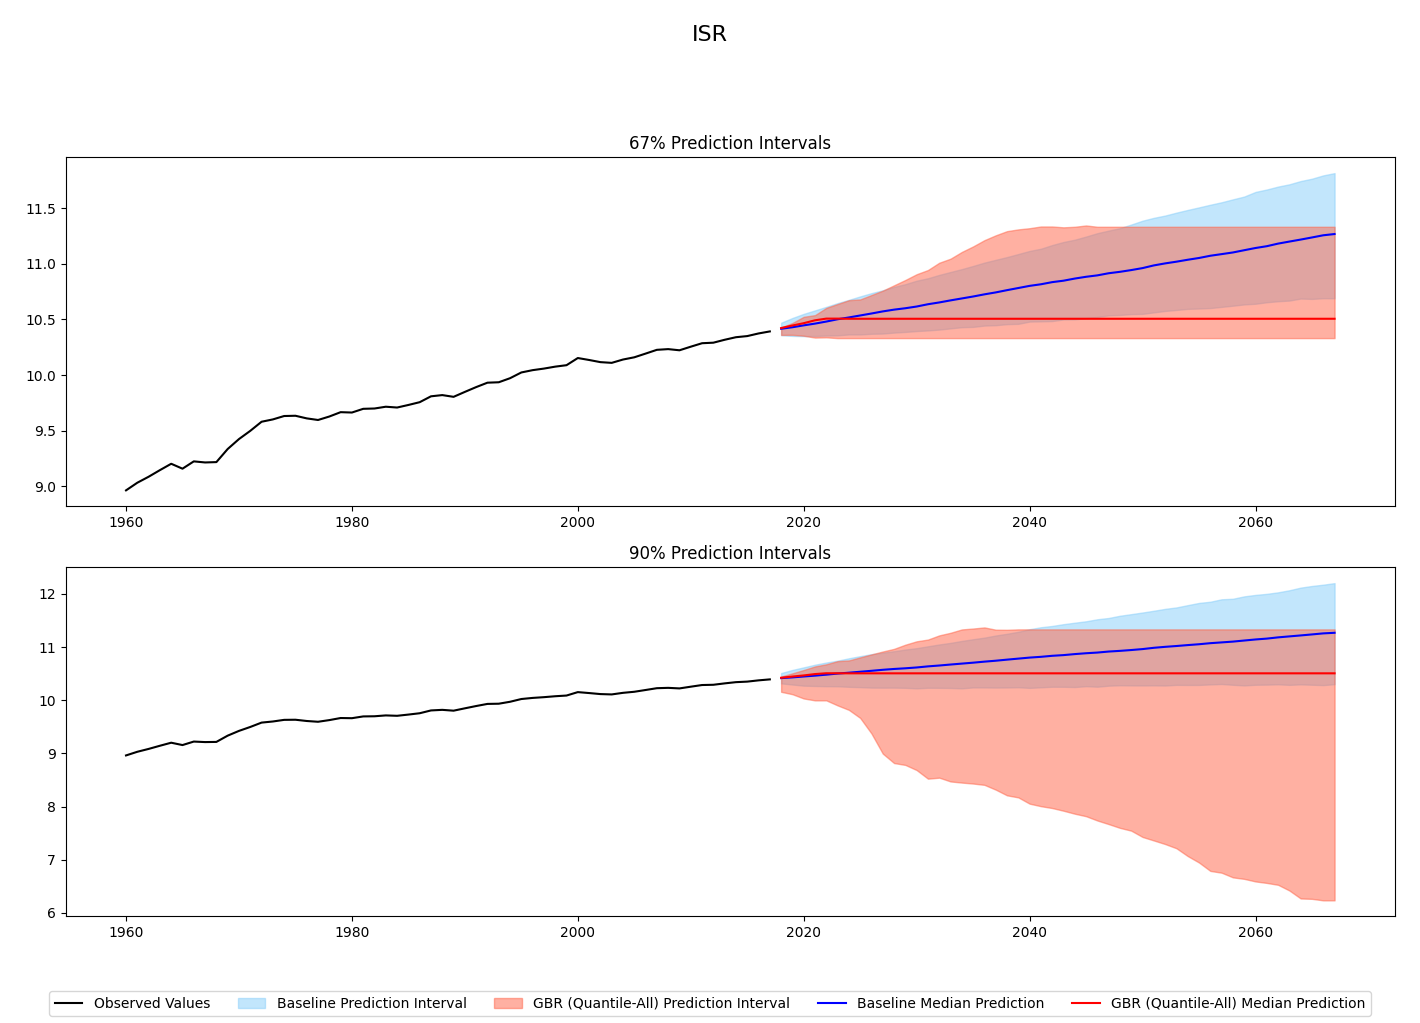 ISR
67% Prediction Intervals
11.5
11.0
10.5
10.0
9.5
9.0
1960 1980 2000 2020 2040 2060
90% Prediction Intervals
12
11
10
9
8
7
6
1960 1980 2000 2020 2040 2060
Observed Values Baseline Prediction Interval GBR (Quantile-All) Prediction Interval Baseline Median Prediction GBR (Quantile-All) Median Prediction